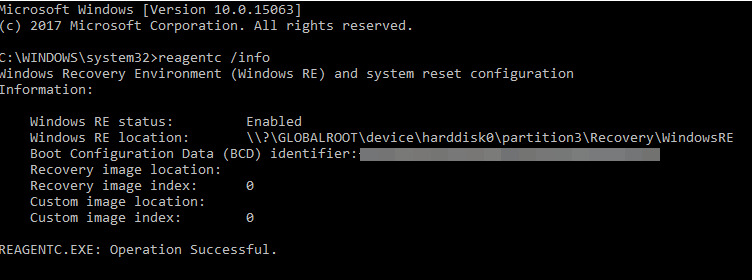 Microsoft Windows [Version 10.0.15063]
(c) 2017 Microsoft Corporation. All rights reserved.
C:\WINDOWS\system32>reagentc /info
Windows Recovery Environment (Windows RE) and system reset configuration
Information:
Windows RE status: Enabled
Windows RE location: \\?\GLOBALROOT\device\harddisk0\partition3\Recovery\WindowsRE
Boot Configuration Data (BCD) identifier:
Recovery image location:
Recovery image index: 0
Custom image location:
Custom image index: 0
REAGENTC.EXE: Operation Successful.